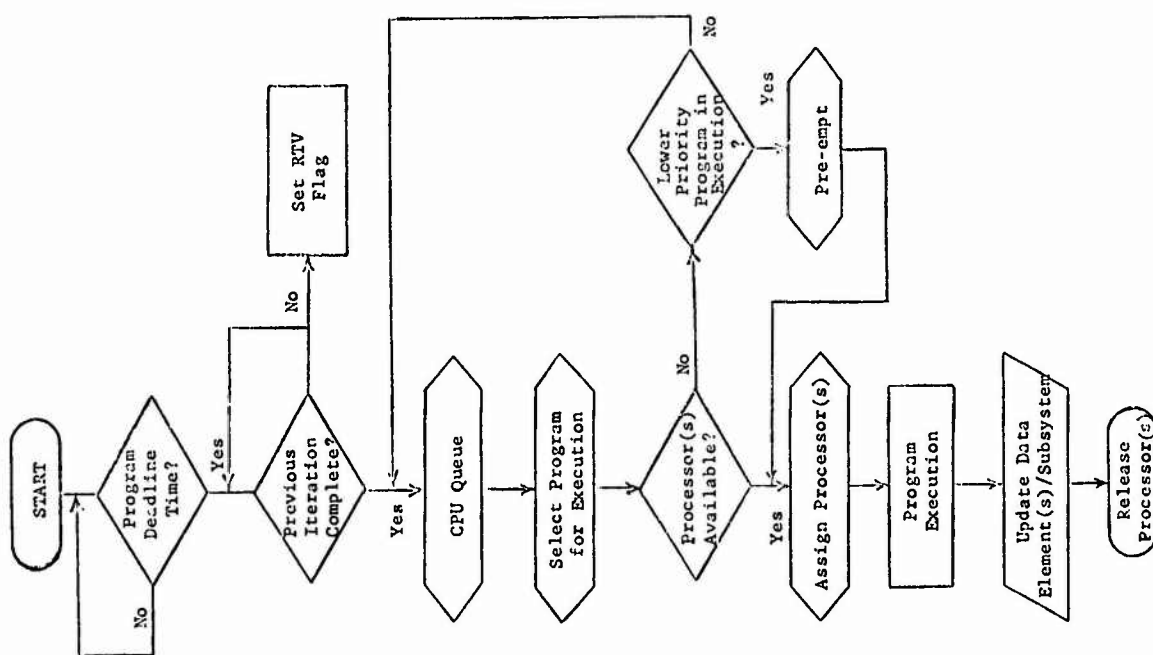 START
Program
Deadline
Time?
No
Yes
Previous
Iteration
Complete?
No
Set RTV
Flag
Yes
CPU Queue
Select Program
for Execution
Processor(s)
Available?
No
Lower
Priority
Program in
Execution
?
No
Yes
Pre-empt
Yes
Assign Processor(s)
Program
Execution
Update Data
Element(s)/Subsystem
Release
Processor(s)